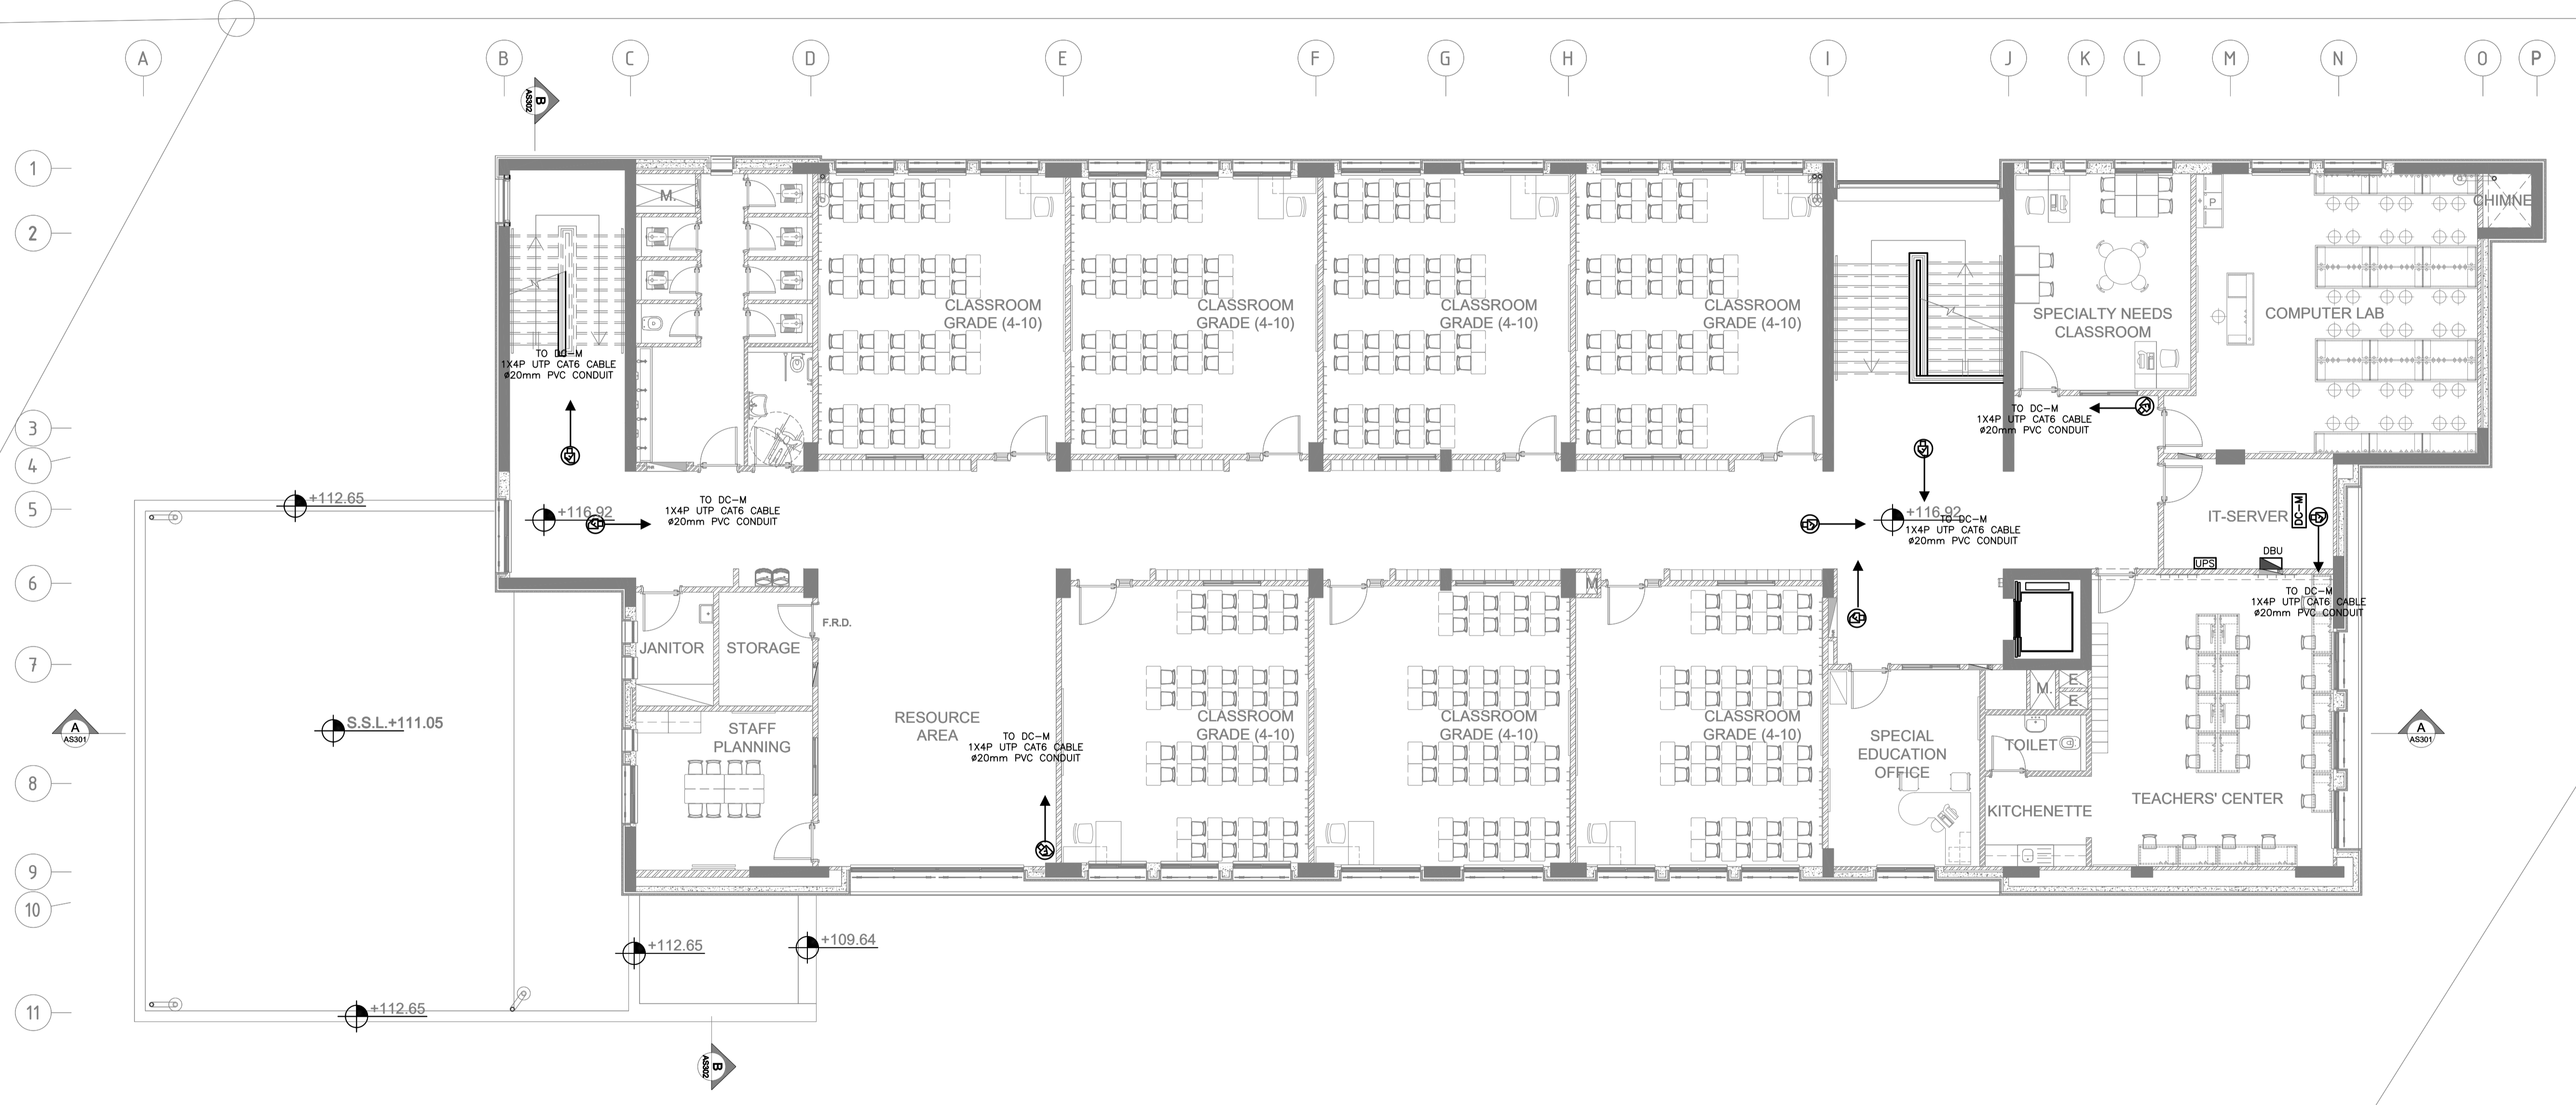 A B C D E F G H I J K L M N O P
B
AS302
1
2
3
4
5
6
7
8
9
10
11
M.
CLASSROOM
GRADE (4-10)
CLASSROOM
GRADE (4-10)
CLASSROOM
GRADE (4-10)
CLASSROOM
GRADE (4-10)
SPECIALTY NEEDS
CLASSROOM
P
COMPUTER LAB
CHIMNE
TO DC-M
1X4P UTP CAT6 CABLE
ø20mm PVC CONDUIT
TO DC-M
1X4P UTP CAT6 CABLE
ø20mm PVC CONDUIT
+112.65
+116.92
TO DC-M
1X4P UTP CAT6 CABLE
ø20mm PVC CONDUIT
+116.92
TO DC-M
1X4P UTP CAT6 CABLE
ø20mm PVC CONDUIT
IT-SERVER
DC-M
UPS
DBU
TO DC-M
1X4P UTP CAT6 CABLE
ø20mm PVC CONDUIT
M
F.R.D.
JANITOR
STORAGE
S.S.L.+111.05
A
AS301
STAFF
PLANNING
RESOURCE
AREA
TO DC-M
1X4P UTP CAT6 CABLE
ø20mm PVC CONDUIT
CLASSROOM
GRADE (4-10)
CLASSROOM
GRADE (4-10)
CLASSROOM
GRADE (4-10)
SPECIAL
EDUCATION
OFFICE
M.
E.
E.
TOILET
KITCHENETTE
TEACHERS' CENTER
A
AS301
+112.65
+109.64
+112.65
B
AS302